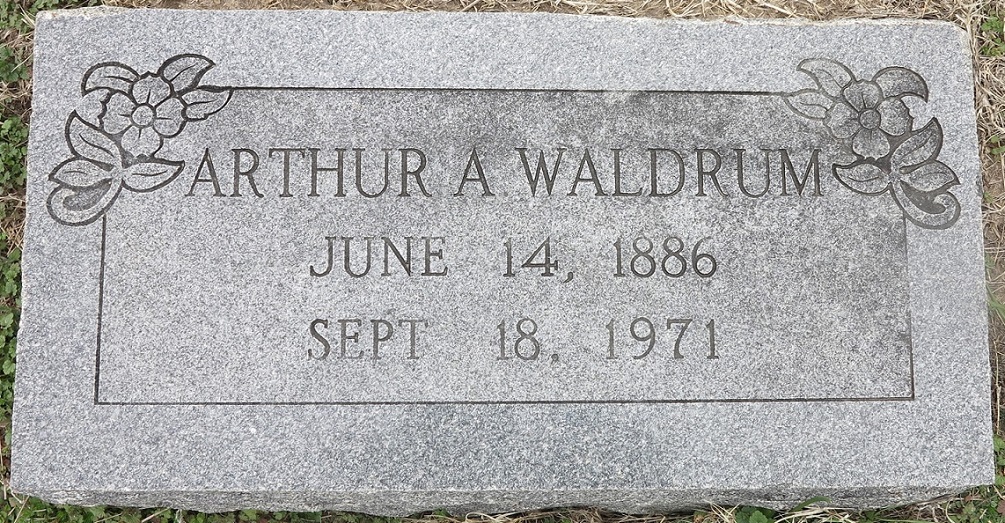 ARTHUR A WALDRUM
JUNE 14, 1886
SEPT 18, 1971